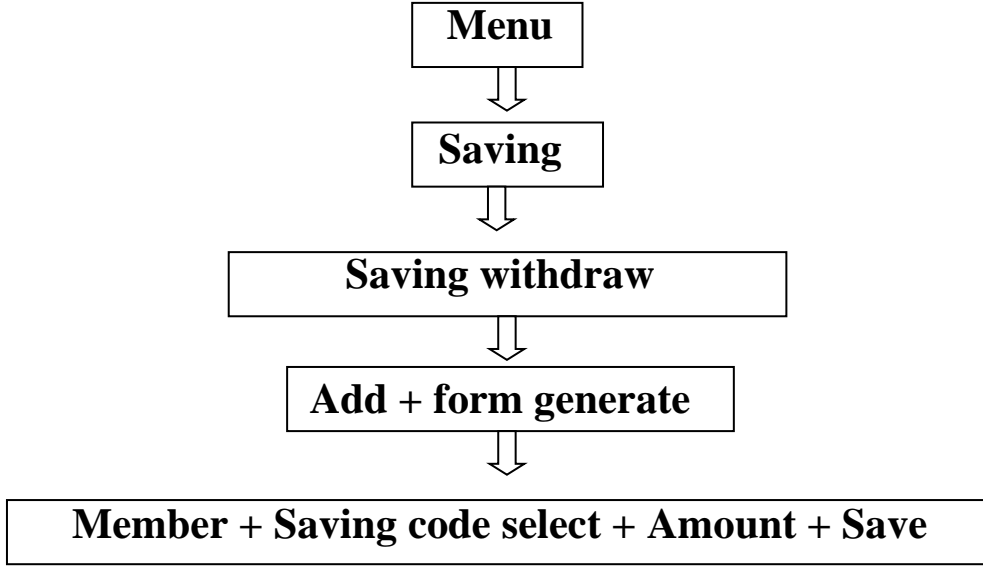 Menu
Saving
Saving withdraw
Add + form generate
Member + Saving code select + Amount + Save